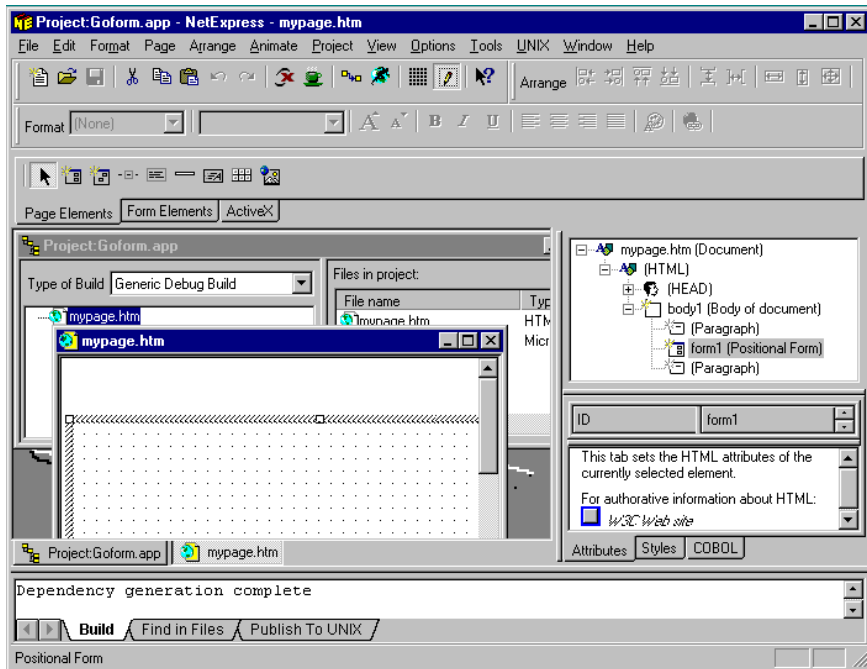 Project:Goform.app - NetExpress - mypage.htm
File Edit Format Page Arrange Animate Project View Options Tools UNIX Window Help
Arrange
Format (None) A A B I U
Page Elements Form Elements ActiveX
Project:Goform.app
Type of Build Generic Debug Build
Files in project:
File name Typ
mypage.htm
mypage.htm HTM
Micr
mypage.htm
mypage.htm (Document)
(HTML)
(HEAD)
body1 (Body of document)
(Paragraph)
form1 (Positional Form)
(Paragraph)
ID form1
This tab sets the HTML attributes of the
currently selected element.
For authorative information about HTML:
W3C Web site
Attributes Styles COBOL
Project:Goform.app mypage.htm
Dependency generation complete
Build Find in Files Publish To UNIX
Positional Form